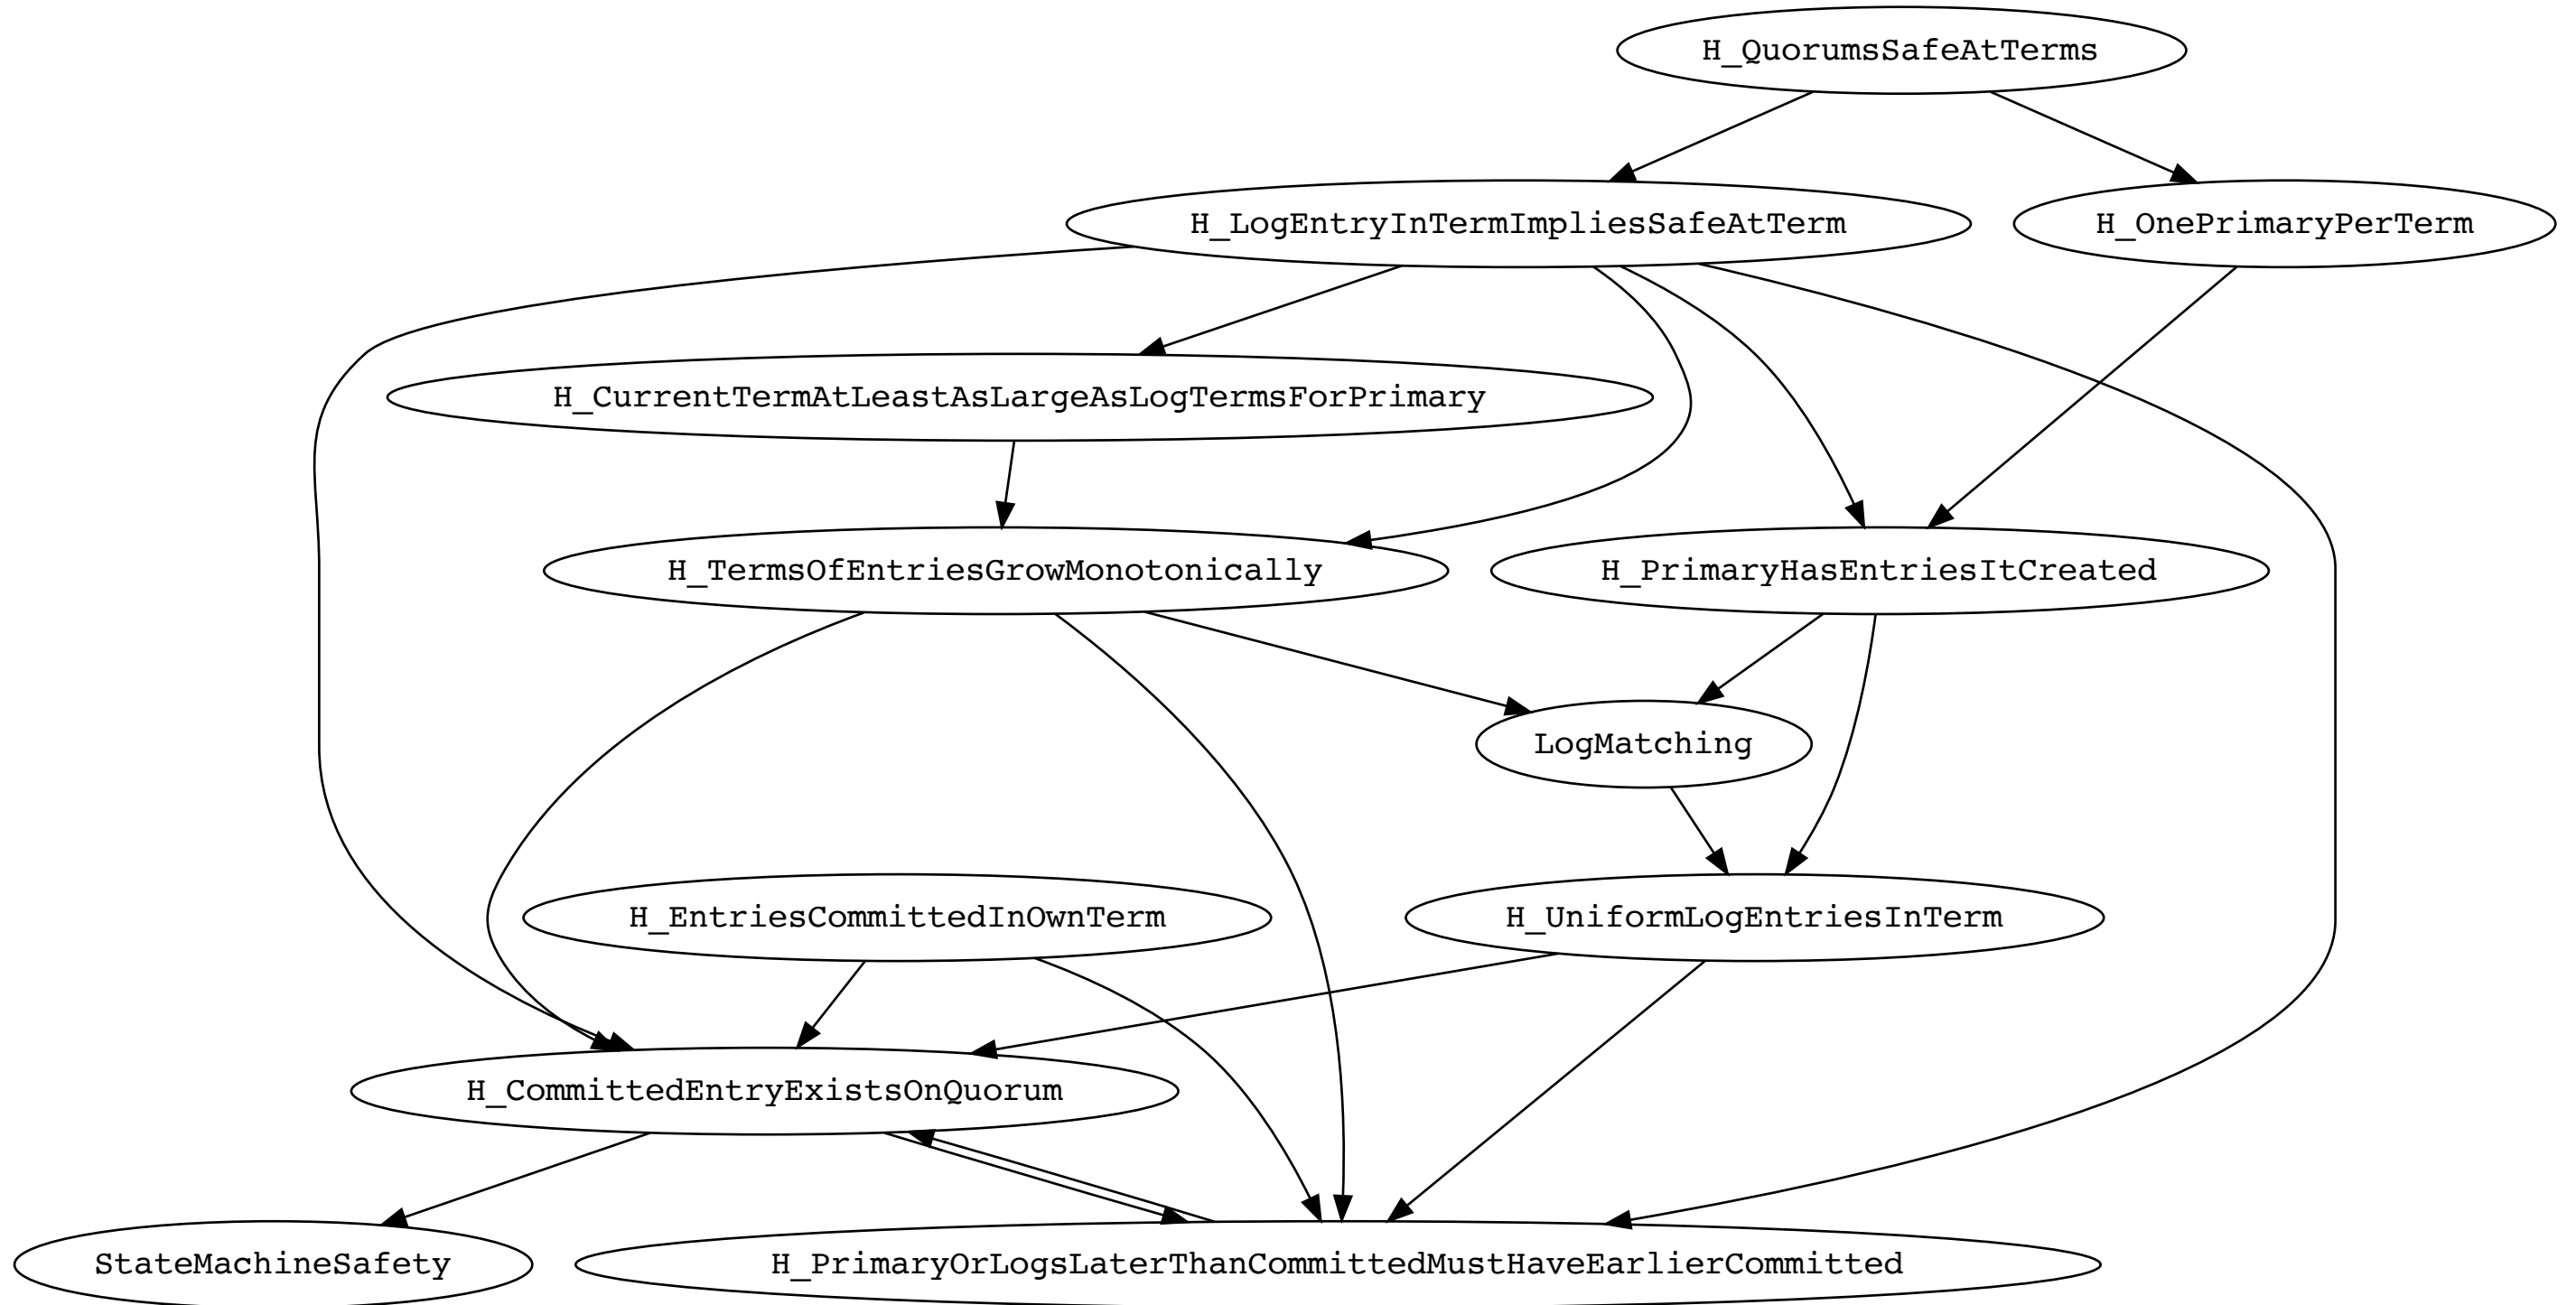 H_QuorumsSafeAtTerms
H_LogEntryInTermImpliesSafeAtTerm
H_OnePrimaryPerTerm
H_CurrentTermAtLeastAsLargeAsLogTermsForPrimary
H_TermsOfEntriesGrowMonotonically
H_PrimaryHasEntriesItCreated
LogMatching
H_EntriesCommittedInOwnTerm
H_UniformLogEntriesInTerm
H_CommittedEntryExistsOnQuorum
StateMachineSafety
H_PrimaryOrLogsLaterThanCommittedMustHaveEarlierCommitted